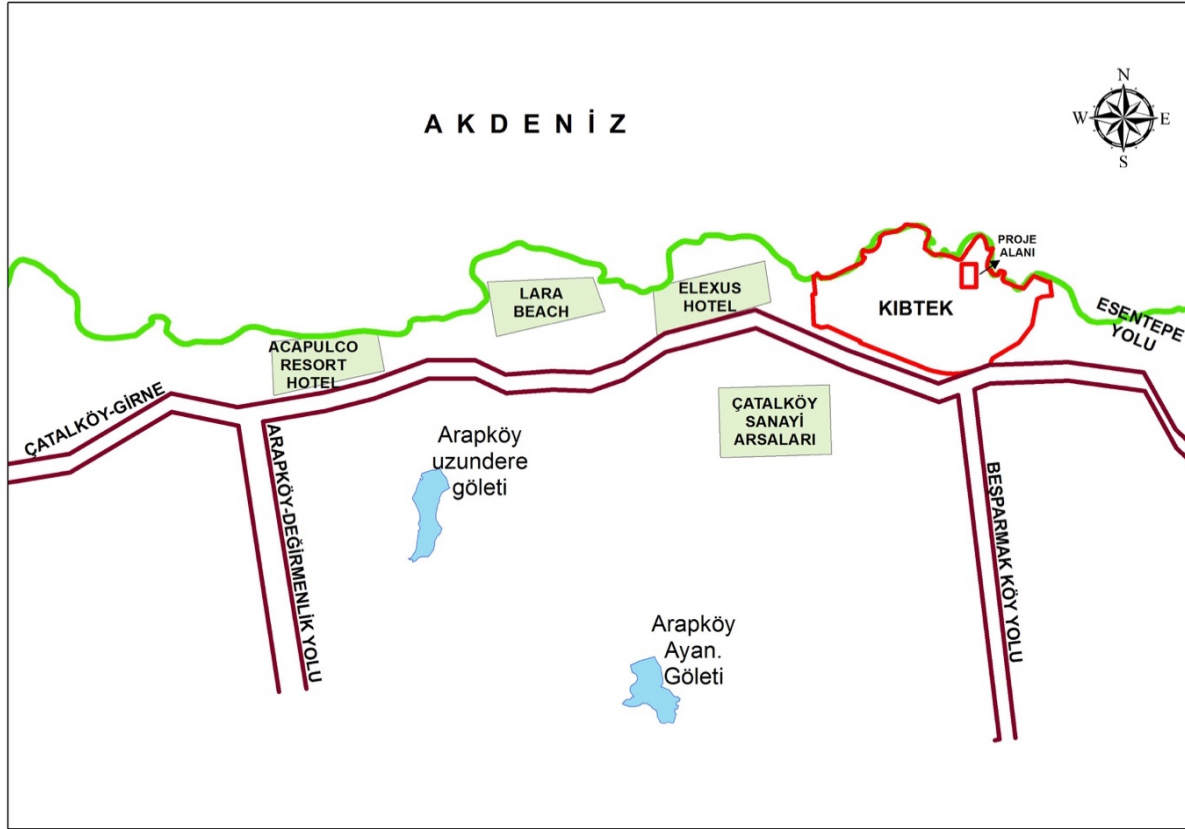 AKDENİZ
N
W E
S
PROJE
ALANI
KIBTEK
ESENTEPE
YOLU
ELEXUS
HOTEL
LARA
BEACH
ACAPULCO
RESORT
HOTEL
ÇATALKÖY-GİRNE
ÇATALKÖY
SANAYİ
ARSALARI
Arapköy
uzundere
göleti
ARAPKÖY-DEĞİRMENLİK YOLU
BEŞPARMAK KÖY YOLU
Arapköy
Ayan.
Göleti